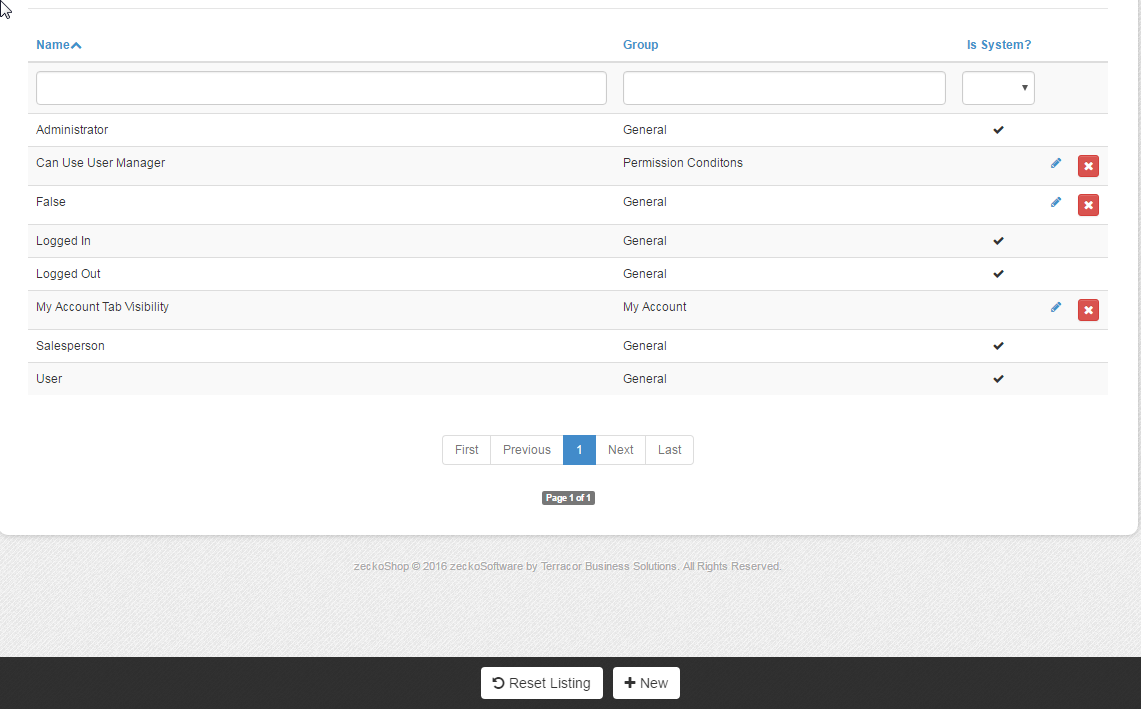 Name Group Is System?
Administrator General
Can Use User Manager Permission Conditons
False General
Logged In General
Logged Out General
My Account Tab Visibility My Account
Salesperson General
User General
First Previous 1 Next Last
Page 1 of 1
zeckoShop © 2016 zeckoSoftware by Terracor Business Solutions. All Rights Reserved.
Reset Listing New